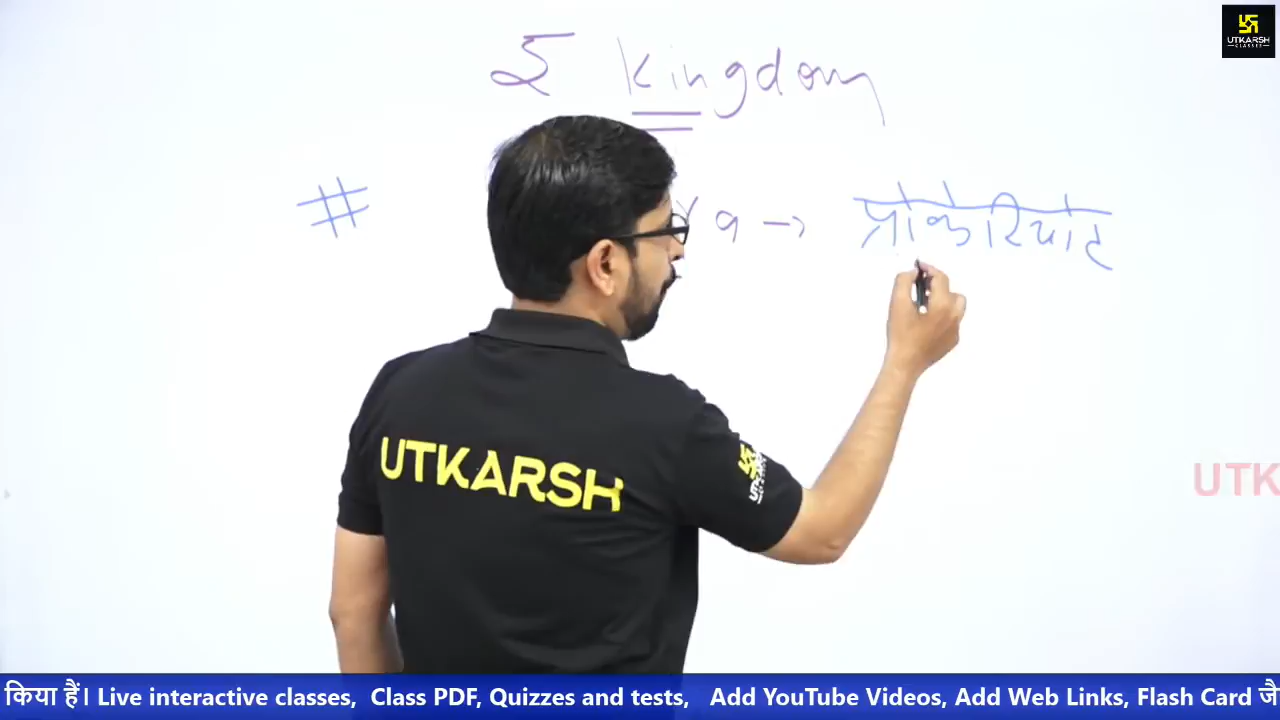 UTKARSH
CLASSES
5 kingdom
# a → प्रोकेरियोट
UTKARSH
UTK
किया हैं। Live interactive classes, Class PDF, Quizzes and tests, Add YouTube Videos, Add Web Links, Flash Card जै